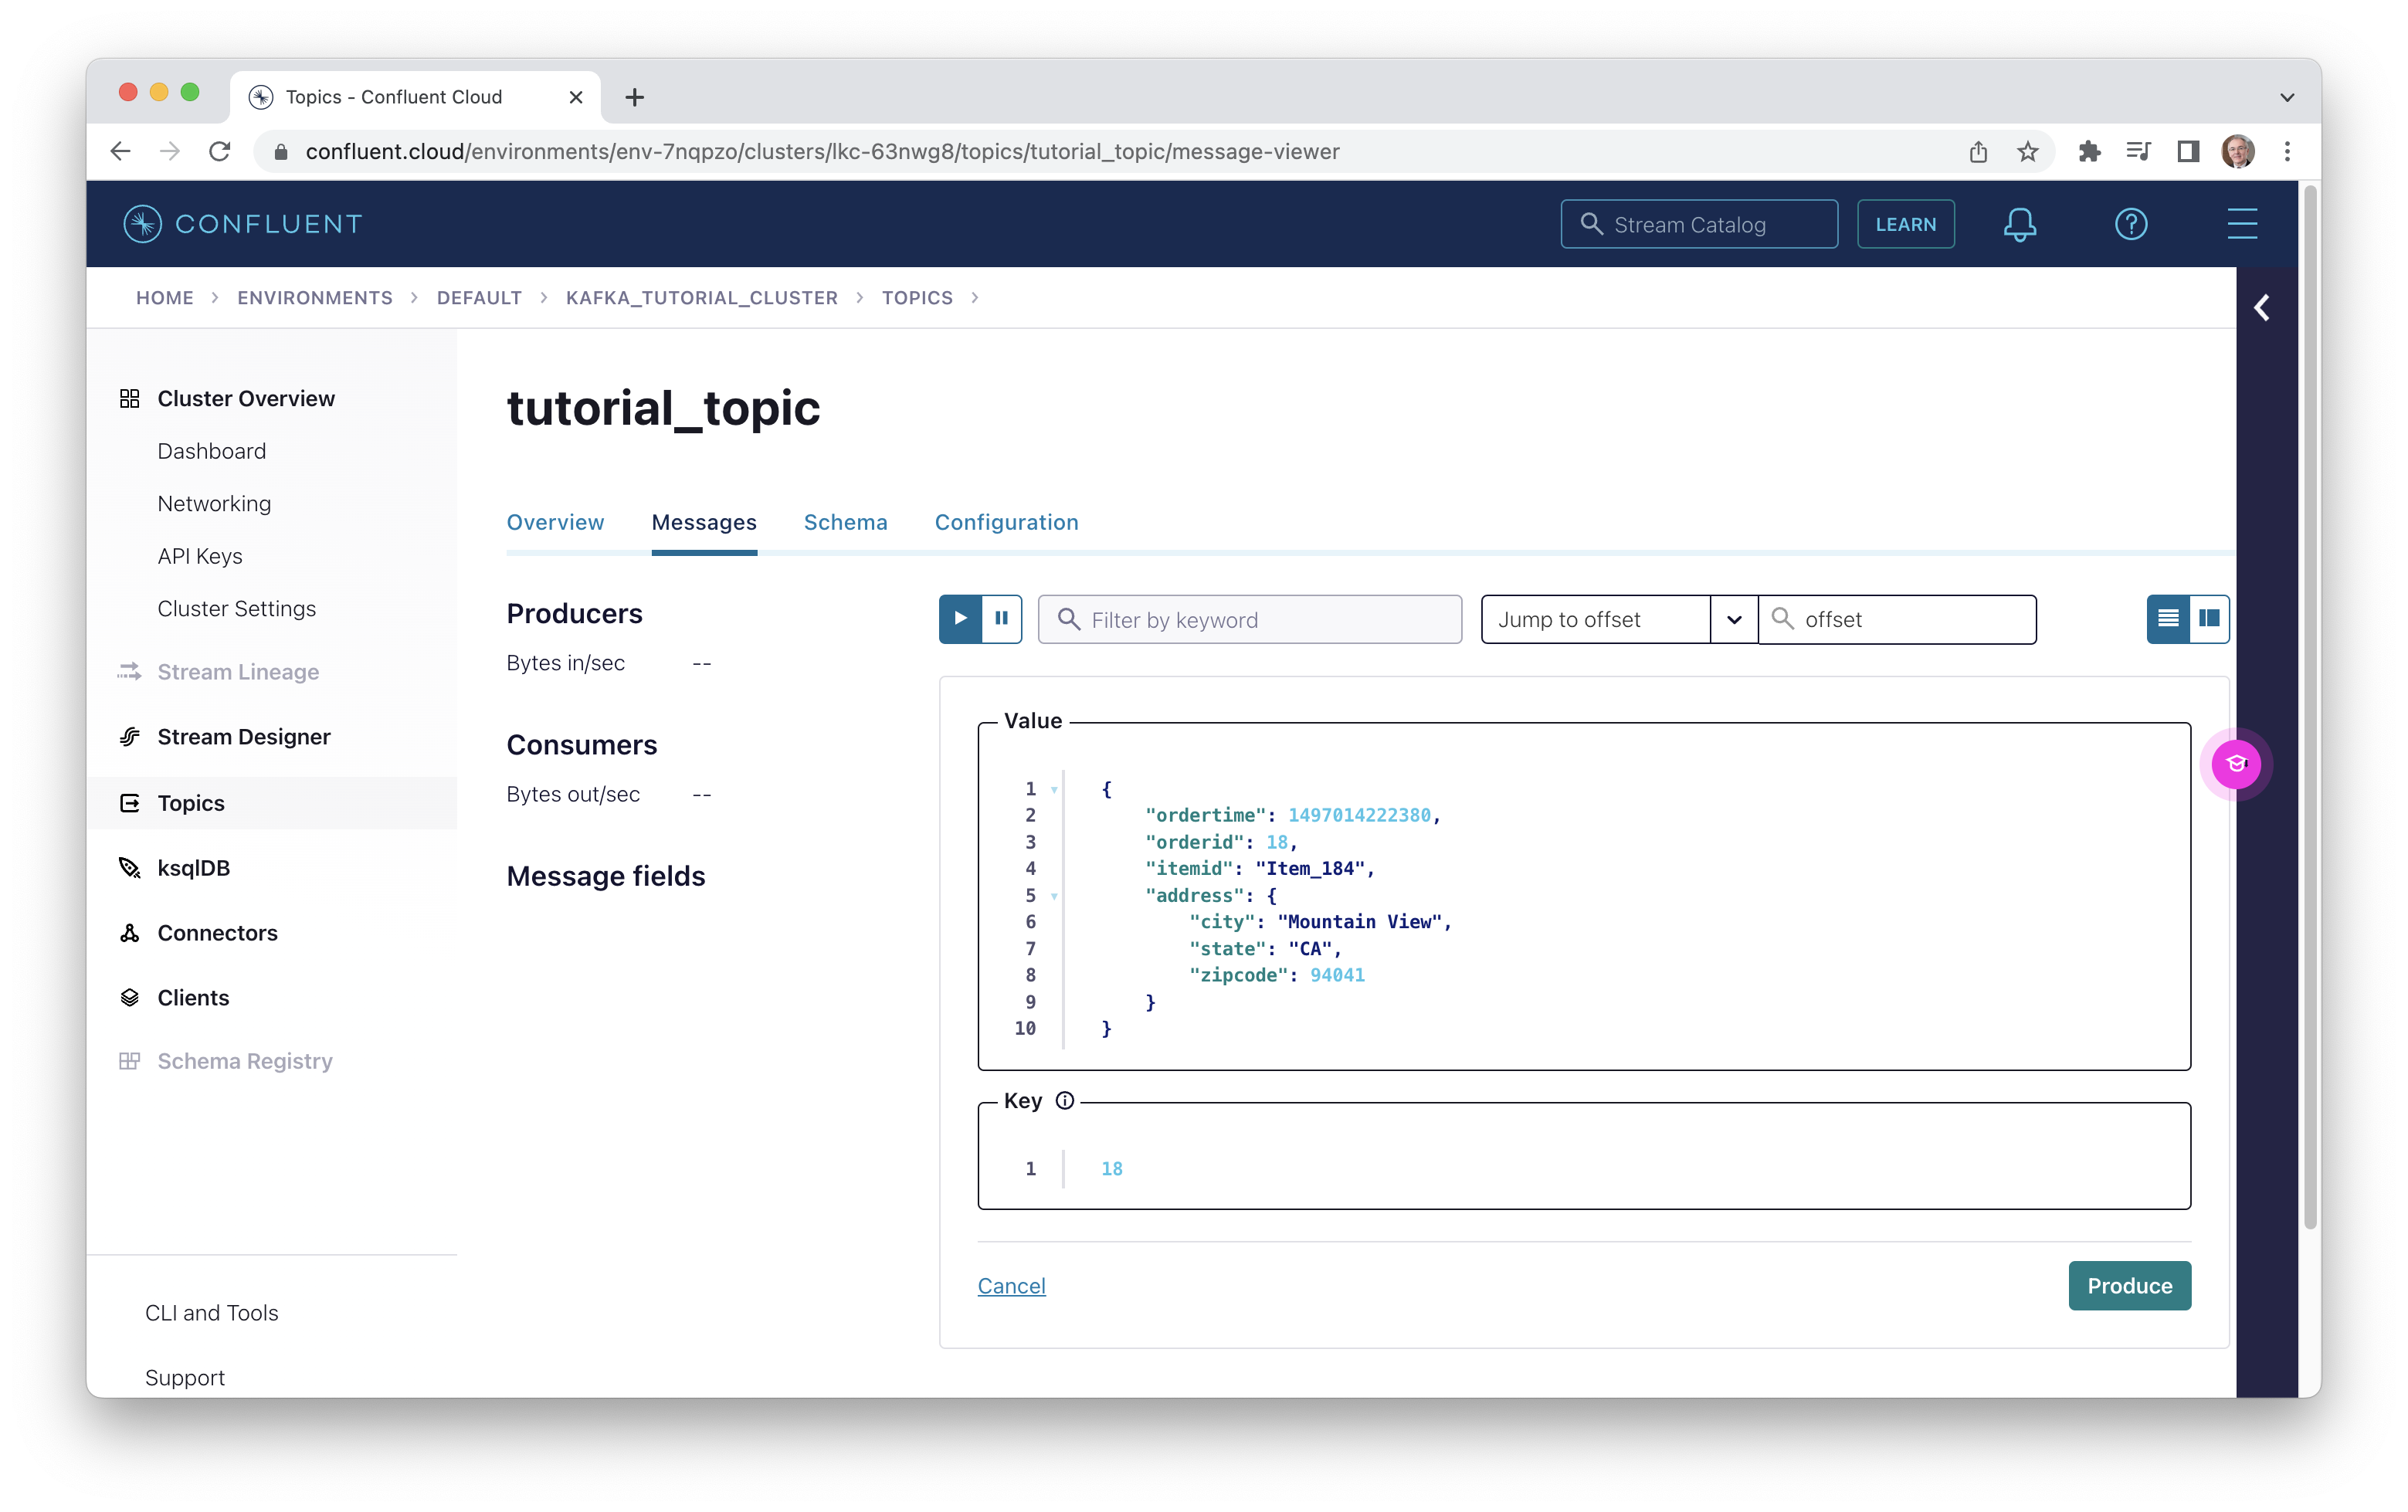 Topics - Confluent Cloud
confluent.cloud/environments/env-7nqpzo/clusters/lkc-63nwg8/topics/tutorial_topic/message-viewer
CONFLUENT
Stream Catalog
LEARN
HOME > ENVIRONMENTS > DEFAULT > KAFKA_TUTORIAL_CLUSTER > TOPICS >
Cluster Overview
Dashboard
Networking
API Keys
Cluster Settings
Stream Lineage
Stream Designer
Topics
ksqlDB
Connectors
Clients
Schema Registry
CLI and Tools
Support
tutorial_topic
Overview Messages Schema Configuration
Producers
Bytes in/sec --
Consumers
Bytes out/sec --
Message fields
Filter by keyword
Jump to offset
offset
Value
1 {
2 "ordertime": 1497014222380,
3 "orderid": 18,
4 "itemid": "Item_184",
5 "address": {
6 "city": "Mountain View",
7 "state": "CA",
8 "zipcode": 94041
9 }
10 }
Key
1 18
Cancel
Produce